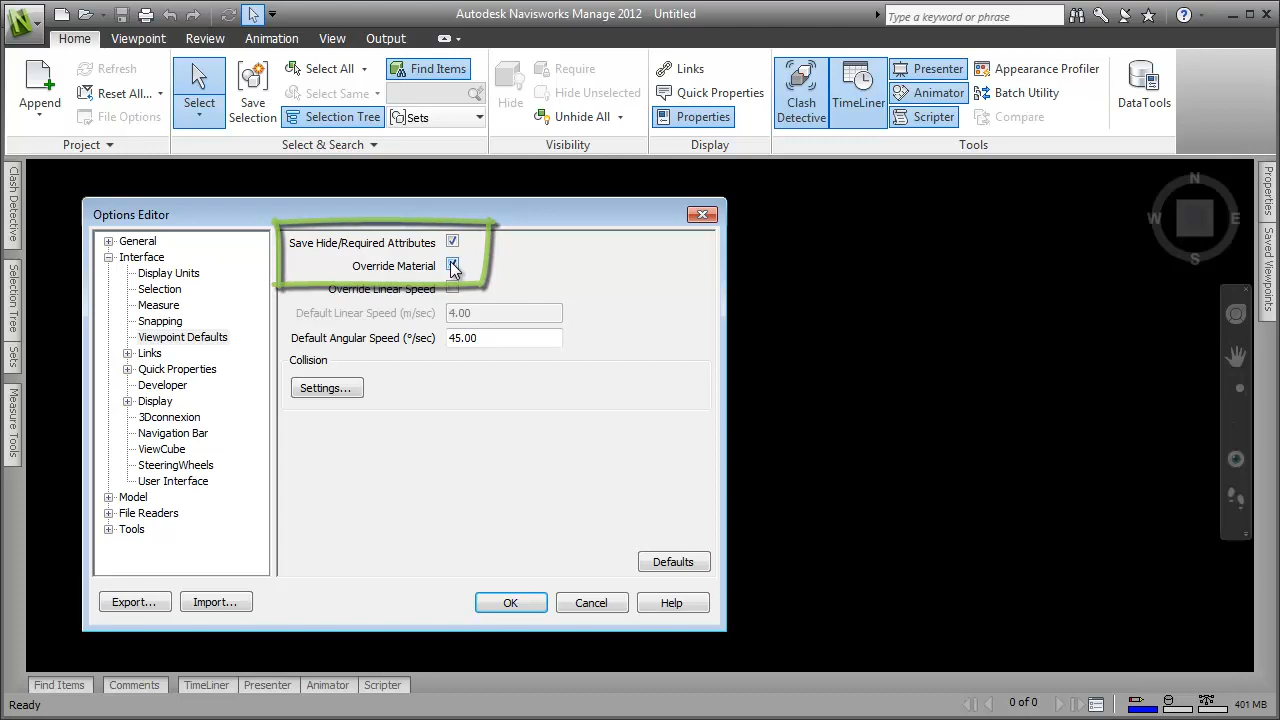 Autodesk Navisworks Manage 2012 Untitled
Type a keyword or phrase
Home Viewpoint Review Animation View Output
Append
Refresh
Reset All...
File Options
Project
Select
Save Selection
Select All
Select Same
Selection Tree
Find Items
Sets
Select & Search
Hide
Require
Hide Unselected
Unhide All
Visibility
Links
Quick Properties
Properties
Display
Clash Detective
TimeLiner
Presenter
Animator
Scripter
Appearance Profiler
Batch Utility
Compare
DataTools
Tools
Clash Detective
Selection Tree
Sets
Measure Tools
Options Editor
General
Interface
Display Units
Selection
Measure
Snapping
Viewpoint Defaults
Links
Quick Properties
Developer
Display
3Dconnexion
Navigation Bar
ViewCube
SteeringWheels
User Interface
Model
File Readers
Tools
Save Hide/Required Attributes
Override Material
Override Linear Speed
Default Linear Speed (m/sec) 4.00
Default Angular Speed (°/sec) 45.00
Collision
Settings...
Defaults
Export... Import... OK Cancel Help
N
W E
S
Properties
Saved Viewpoints
Find Items Comments TimeLiner Presenter Animator Scripter
Ready 0 of 0 401 MB